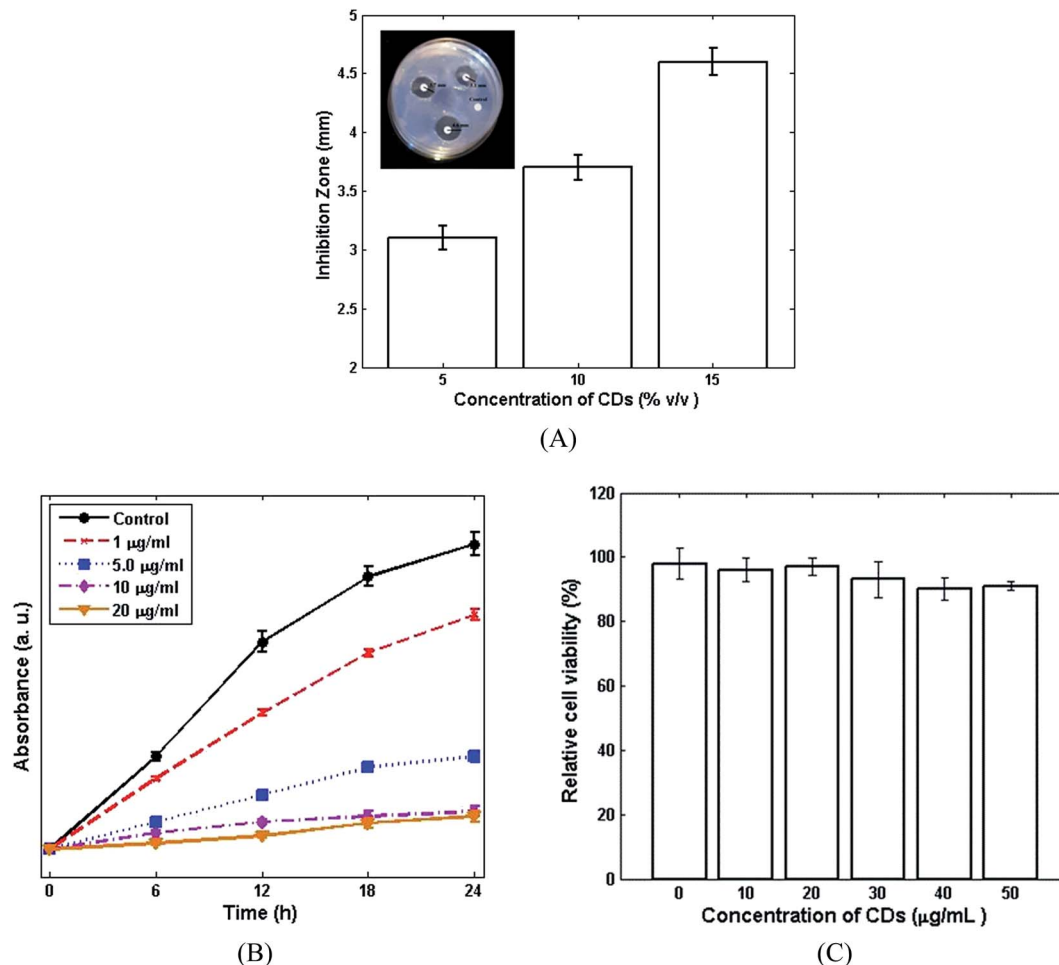 5
4.5
4
3.5
3
2.5
2
Inhibition Zone (mm)
Control
5 10 15
Concentration of CDs (% v/v )
(A)
Absorbance (a. u.)
Control
1 µg/ml
5.0 µg/ml
10 µg/ml
20 µg/ml
0 6 12 18 24
Time (h)
(B)
120
100
80
60
40
20
0
Relative cell viability (%)
0 10 20 30 40 50
Concentration of CDs (µg/mL )
(C)